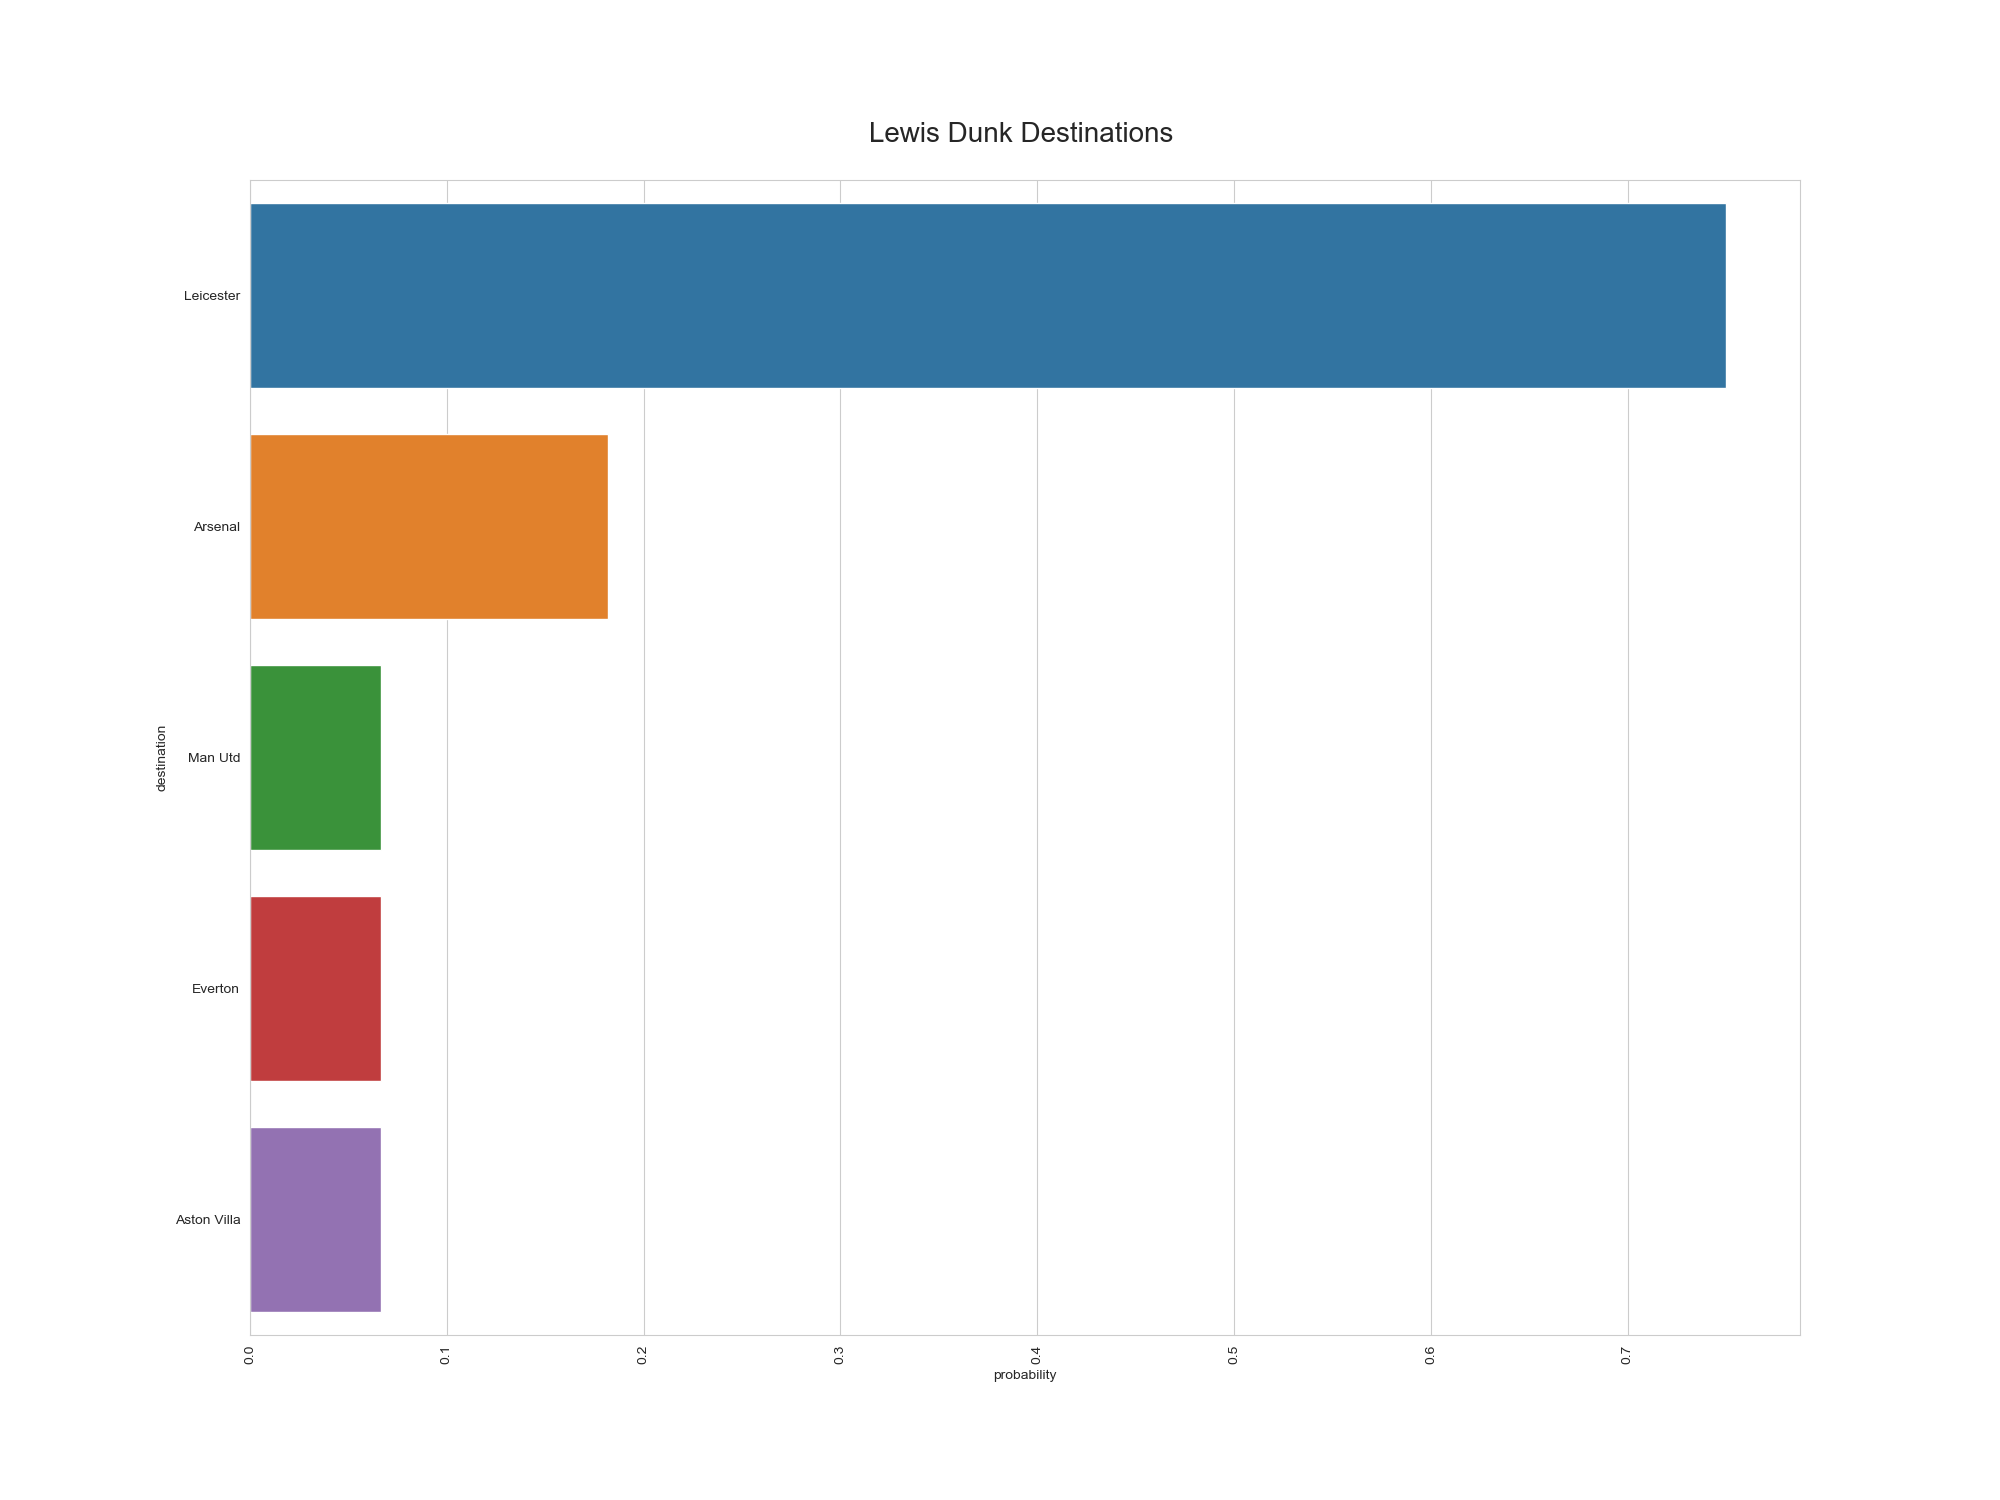 Lewis Dunk Destinations
Leicester
Arsenal
Man Utd
Everton
Aston Villa
destination
0.0 0.1 0.2 0.3 0.4 0.5 0.6 0.7
probability